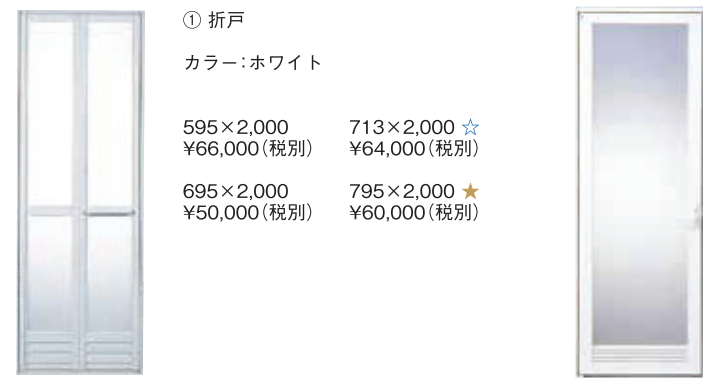 ① 折戸
カラー：ホワイト
595×2,000
¥66,000（税別）
713×2,000 ☆
¥64,000（税別）
695×2,000
¥50,000（税別）
795×2,000 ★
¥60,000（税別）